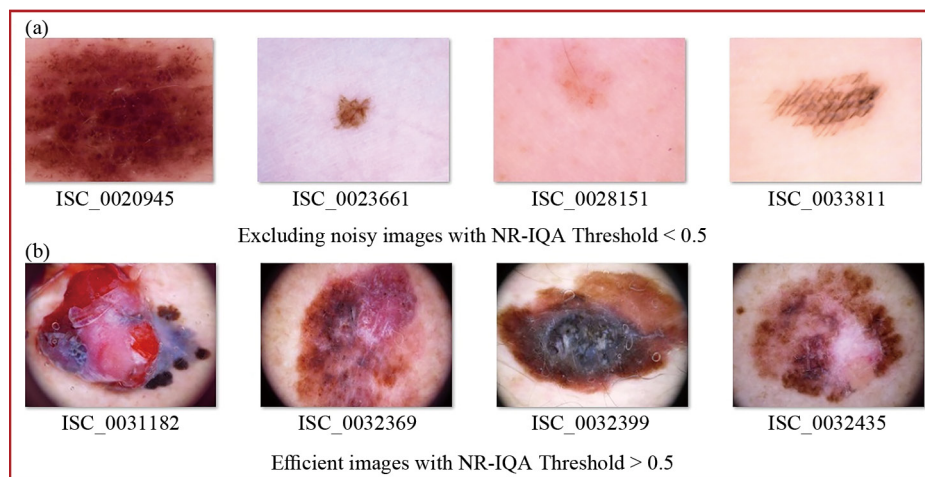 (a)
ISC_0020945 ISC_0023661 ISC_0028151 ISC_0033811
Excluding noisy images with NR-IQA Threshold < 0.5
(b)
ISC_0031182 ISC_0032369 ISC_0032399 ISC_0032435
Efficient images with NR-IQA Threshold > 0.5